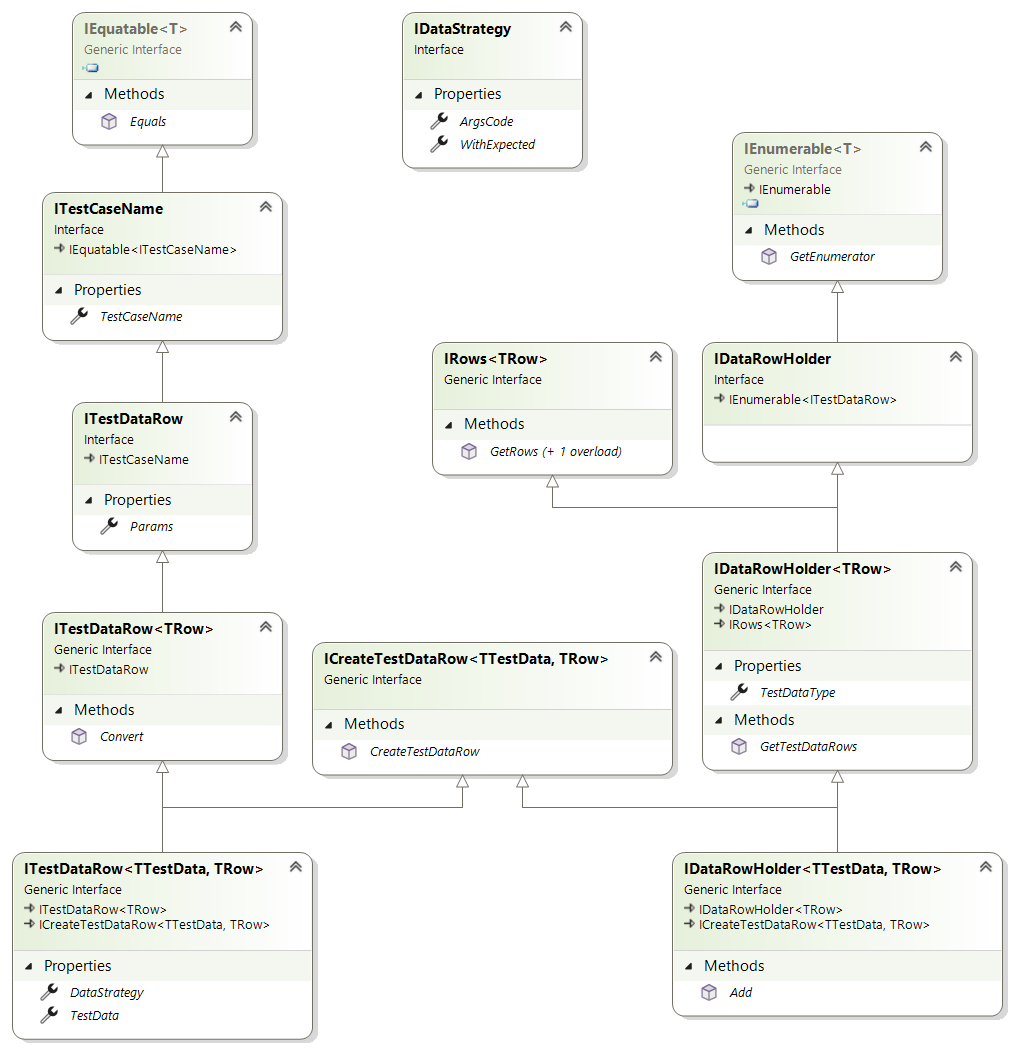 IEquatable<T>
Generic Interface
Methods
Equals
IDataStrategy
Interface
Properties
ArgsCode
WithExpected
IEnumerable<T>
Generic Interface
IEnumerable
Methods
GetEnumerator
ITestCaseName
Interface
IEquatable<ITestCaseName>
Properties
TestCaseName
IRows<TRow>
Generic Interface
Methods
GetRows (+ 1 overload)
IDataRowHolder
Interface
IEnumerable<ITestDataRow>
ITestDataRow
Interface
ITestCaseName
Properties
Params
IDataRowHolder<TRow>
Generic Interface
IDataRowHolder
IRows<TRow>
Properties
TestDataType
Methods
GetTestDataRows
ITestDataRow<TRow>
Generic Interface
ITestDataRow
Methods
Convert
ICreateTestDataRow<TTestData, TRow>
Generic Interface
Methods
CreateTestDataRow
ITestDataRow<TTestData, TRow>
Generic Interface
ITestDataRow<TRow>
ICreateTestDataRow<TTestData, TRow>
Properties
DataStrategy
TestData
IDataRowHolder<TTestData, TRow>
Generic Interface
IDataRowHolder<TRow>
ICreateTestDataRow<TTestData, TRow>
Methods
Add